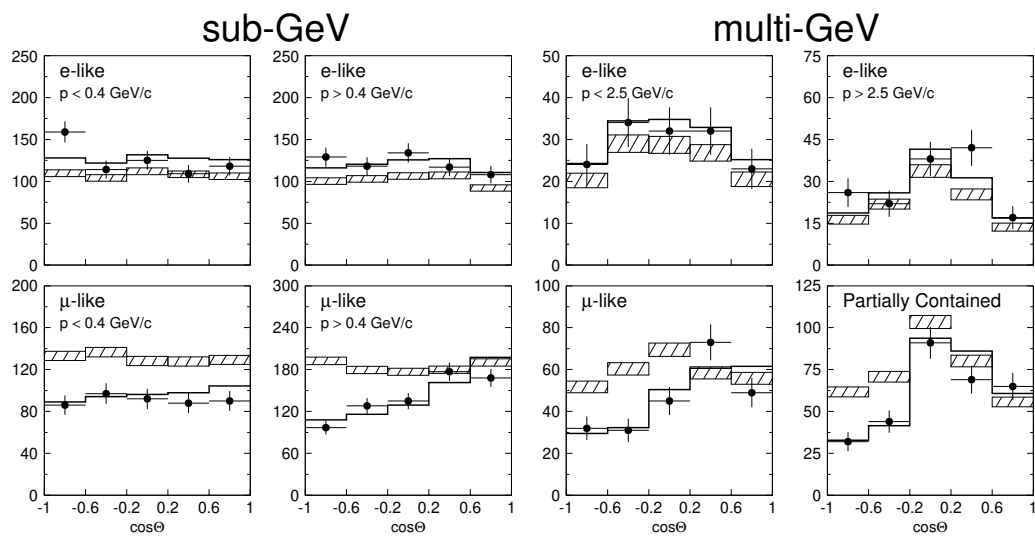 sub-GeV
multi-GeV
250
200
150
100
50
0
e-like
p < 0.4 GeV/c
250
200
150
100
50
0
e-like
p > 0.4 GeV/c
50
40
30
20
10
0
e-like
p < 2.5 GeV/c
75
60
45
30
15
0
e-like
p > 2.5 GeV/c
200
160
120
80
40
0
μ-like
p < 0.4 GeV/c
-1 -0.6 -0.2 0.2 0.6 1
cosΘ
300
240
180
120
60
0
μ-like
p > 0.4 GeV/c
-1 -0.6 -0.2 0.2 0.6 1
cosΘ
100
80
60
40
20
0
μ-like
-1 -0.6 -0.2 0.2 0.6 1
cosΘ
125
100
75
50
25
0
Partially Contained
-1 -0.6 -0.2 0.2 0.6 1
cosΘ